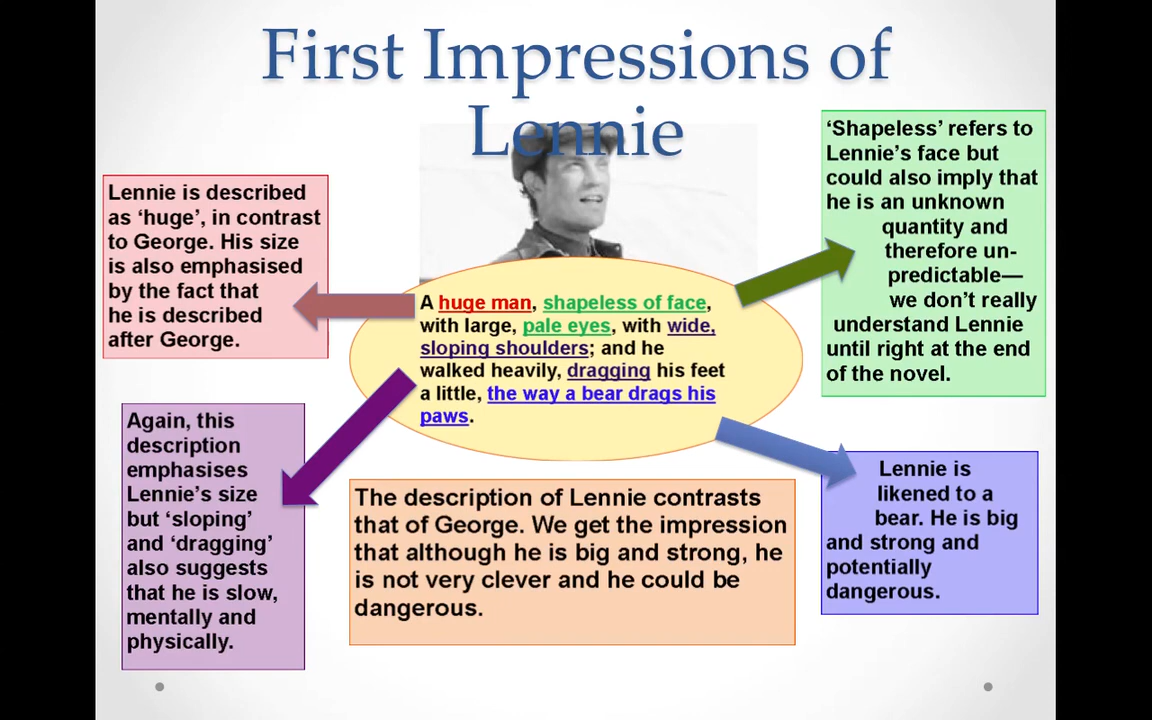 First Impressions of
Lennie
Lennie is described
as ‘huge’, in contrast
to George. His size
is also emphasised
by the fact that
he is described
after George.
‘Shapeless’ refers to
Lennie’s face but
could also imply that
he is an unknown
quantity and
therefore un-
predictable—
we don’t really
understand Lennie
until right at the end
of the novel.
A huge man, shapeless of face,
with large, pale eyes, with wide,
sloping shoulders; and he
walked heavily, dragging his feet
a little, the way a bear drags his
paws.
Again, this
description
emphasises
Lennie’s size
but ‘sloping’
and ‘dragging’
also suggests
that he is slow,
mentally and
physically.
The description of Lennie contrasts
that of George. We get the impression
that although he is big and strong, he
is not very clever and he could be
dangerous.
Lennie is
likened to a
bear. He is big
and strong and
potentially
dangerous.